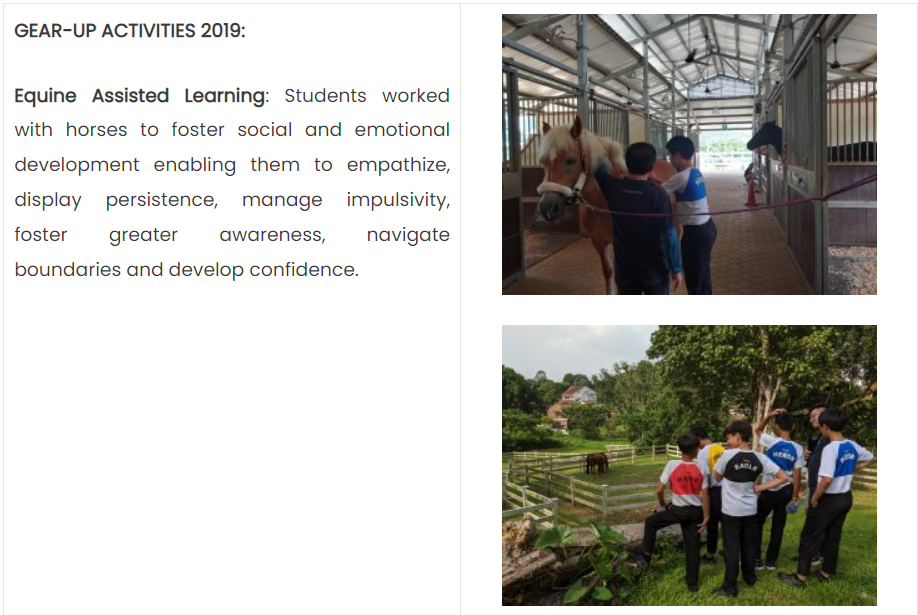 GEAR-UP ACTIVITIES 2019:
Equine Assisted Learning: Students worked
with horses to foster social and emotional
development enabling them to empathize,
display persistence, manage impulsivity,
foster greater awareness, navigate
boundaries and develop confidence.
EAGLE
HERON